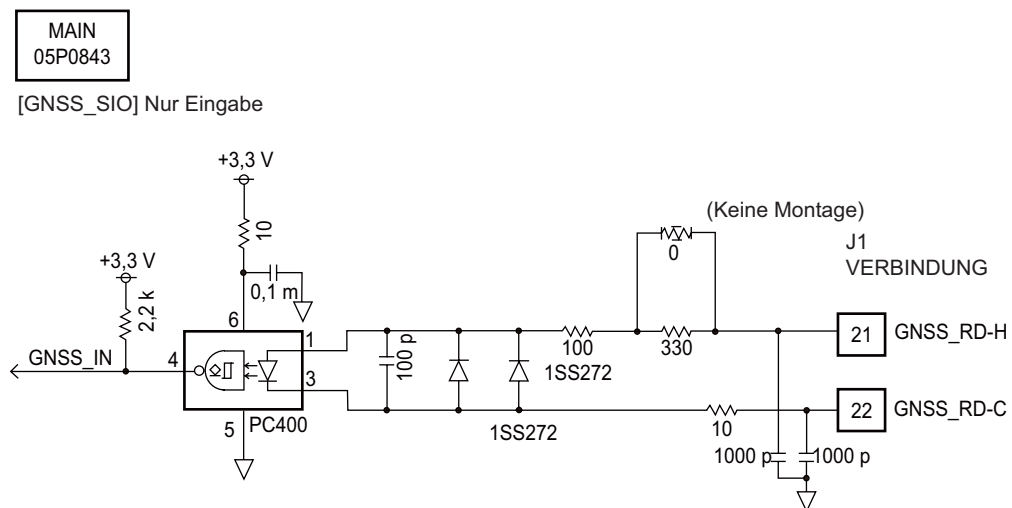 MAIN
05P0843
[GNSS_SIO] Nur Eingabe
+3,3 V
10
(Keine Montage)
0
J1
VERBINDUNG
+3,3 V
2,2 k
0,1 m
6
1
100
330
21
GNSS_RD-H
GNSS_IN
4
100 p
1SS272
3
22
GNSS_RD-C
5
PC400
1SS272
10
1000 p
1000 p